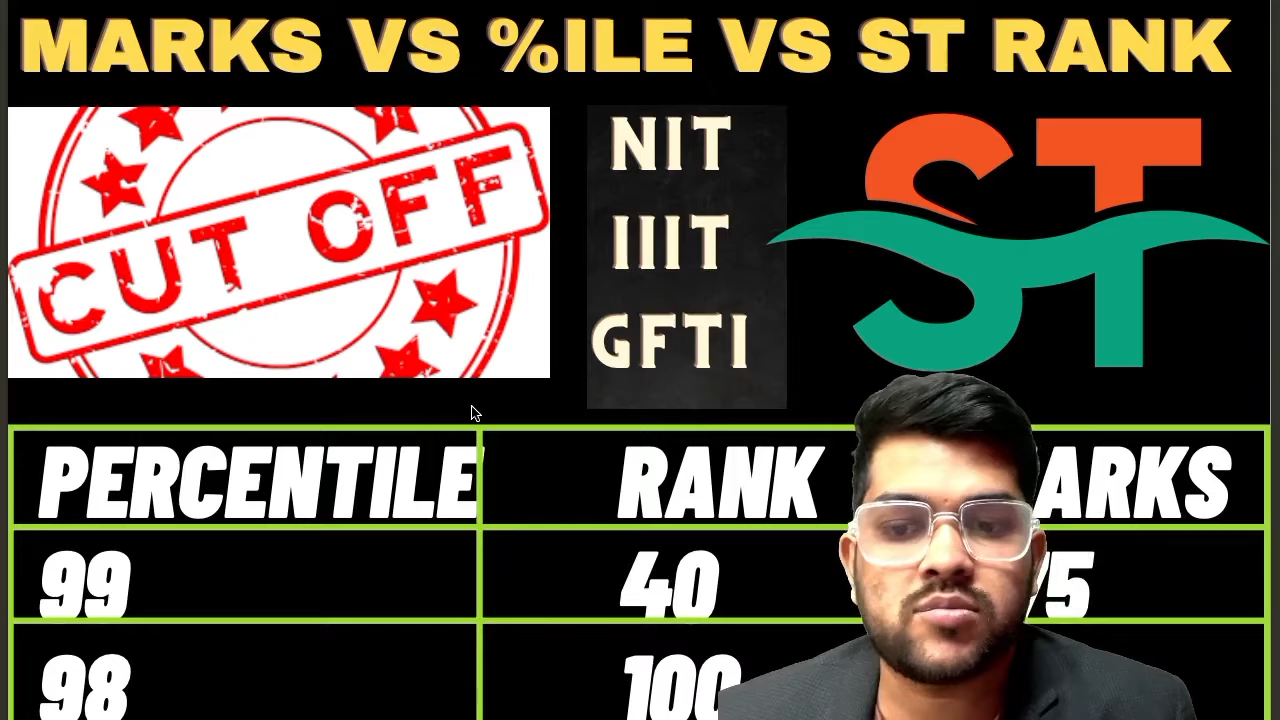 MARKS VS %ILE VS ST RANK
CUT OFF
NIT
IIIT
GFTI
ST
PERCENTILE RANK ARKS
99 40 5
98 100